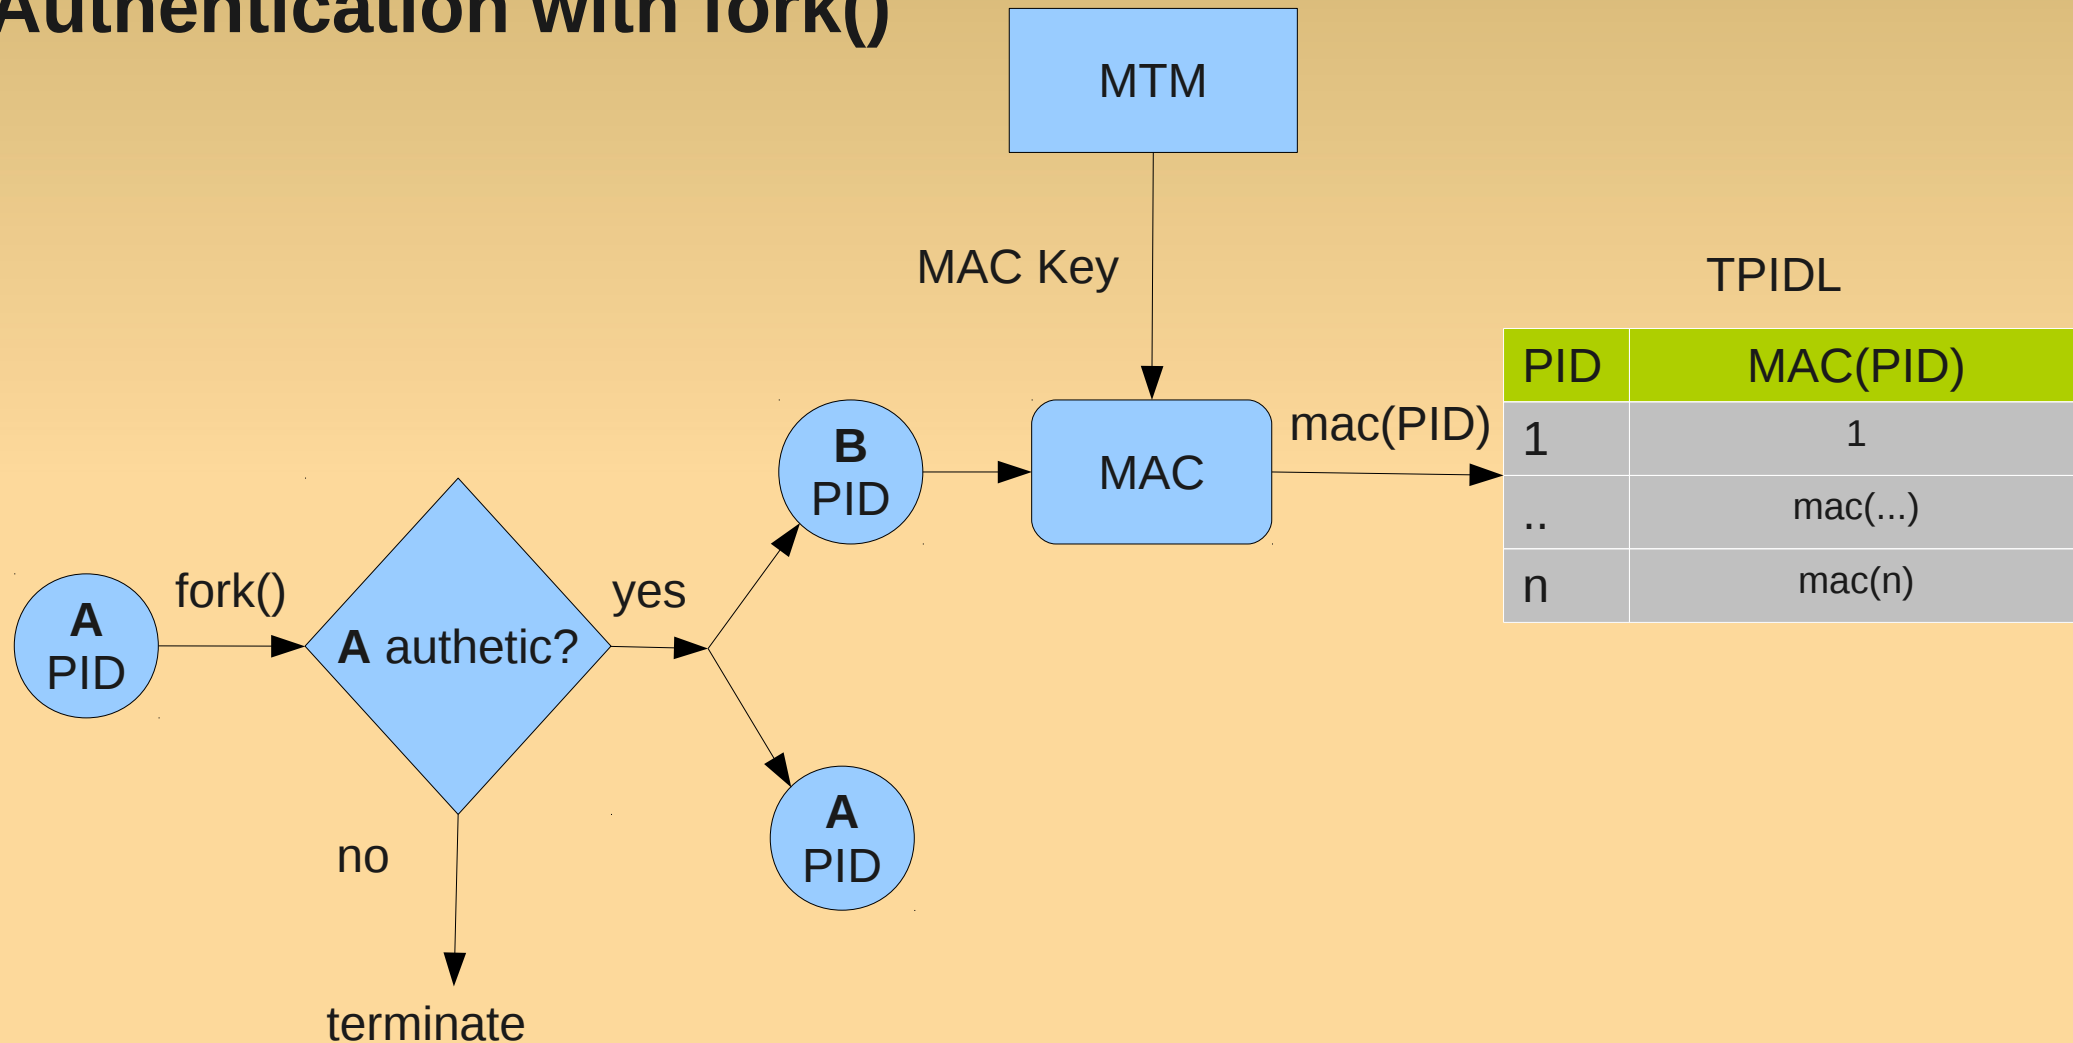 Authentication with fork()
MTM
MAC Key
TPIDL
PID MAC(PID)
1 1
.. mac(...)
n mac(n)
mac(PID)
B
PID
MAC
A
PID
fork()
A authetic?
yes
A
PID
no
terminate